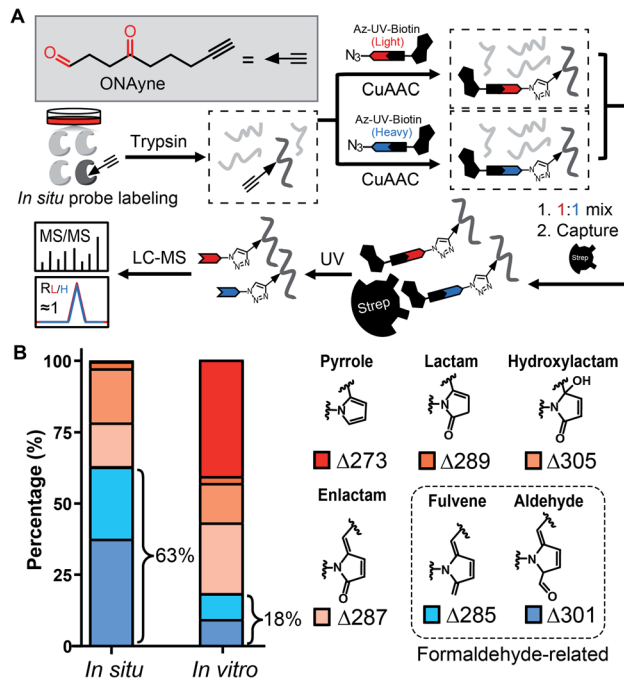 A
O
O
ONAyne
=
Az-UV-Biotin
(Light)
N3
CuAAC
Az-UV-Biotin
(Heavy)
N3
CuAAC
N
N=N
N
N=N
Trypsin
In situ probe labeling
1. 1:1 mix
2. Capture
Strep
MS/MS
RL/H
≈1
LC-MS
N
N=N
N
N=N
UV
N
N=N
N
N=N
Strep
B
Percentage (%)
100
75
50
25
0
63%
18%
In situ
In vitro
Pyrrole
Lactam
Hydroxylactam
N
N
O
OH
N
O
Δ273
Δ289
Δ305
Enlactam
Fulvene
Aldehyde
N
O
N
N
O
Δ287
Δ285
Δ301
Formaldehyde-related